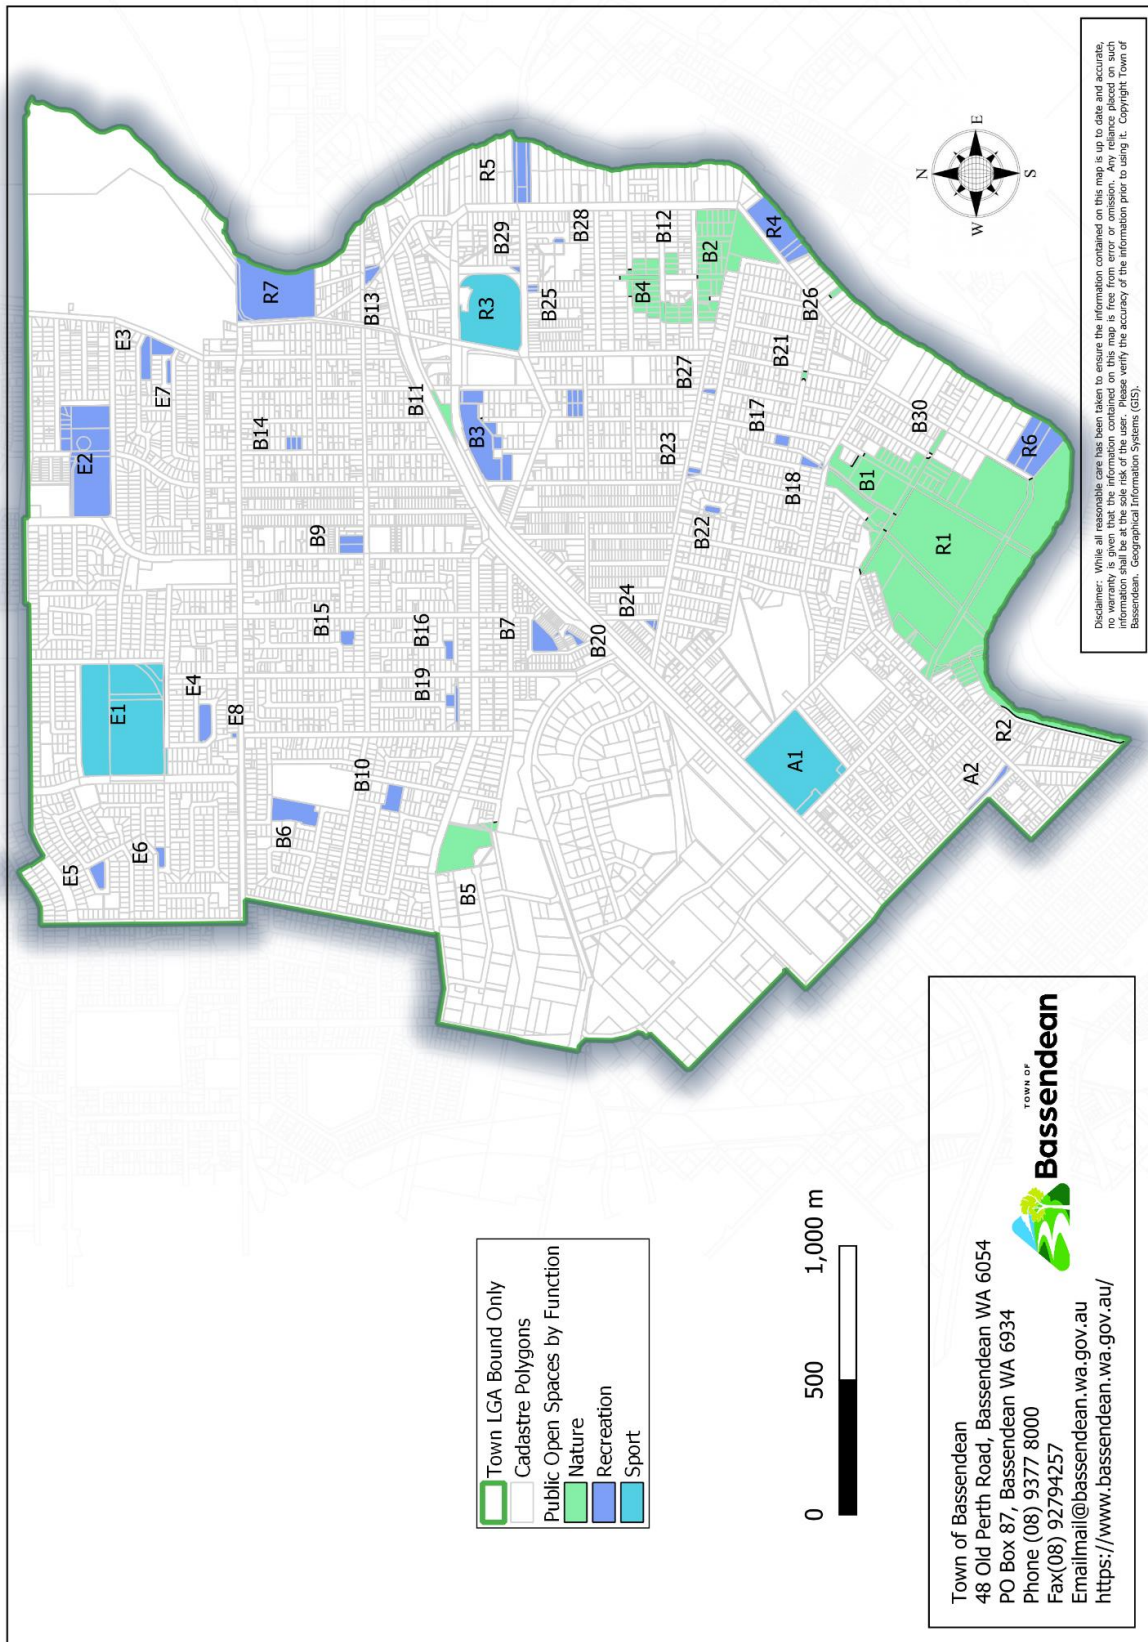 E5
E6
E1
E4
E8
E2
E3
E7
R7
B6
B10
B15
B9
B14
B13
B19
B16
B11
B5
B7
B20
B3
R3
B29
R5
B25
B28
B24
B22
B23
B27
B4
B12
B2
B17
B18
B21
B26
R4
A1
B1
B30
R1
R6
A2
R2
N
W
E
S
Town LGA Bound Only
Cadastre Polygons
Public Open Spaces by Function
Nature
Recreation
Sport
0
500
1,000 m
Town of Bassendean
48 Old Perth Road, Bassendean WA 6054
PO Box 87, Bassendean WA 6934
Phone (08) 9377 8000
Fax(08) 92794257
Emailmail@bassendean.wa.gov.au
https://www.bassendean.wa.gov.au/
TOWN OF
Bassendean
Disclaimer: While all reasonable care has been taken to ensure the information contained on this map is up to date and accurate,
no warranty is given that the information contained on this map is free from error or omission. Any reliance placed on such
information shall be at the sole risk of the user. Please verify the accuracy of the information prior to using it. Copyright Town of
Bassendean. Geographical Information Systems (GIS).